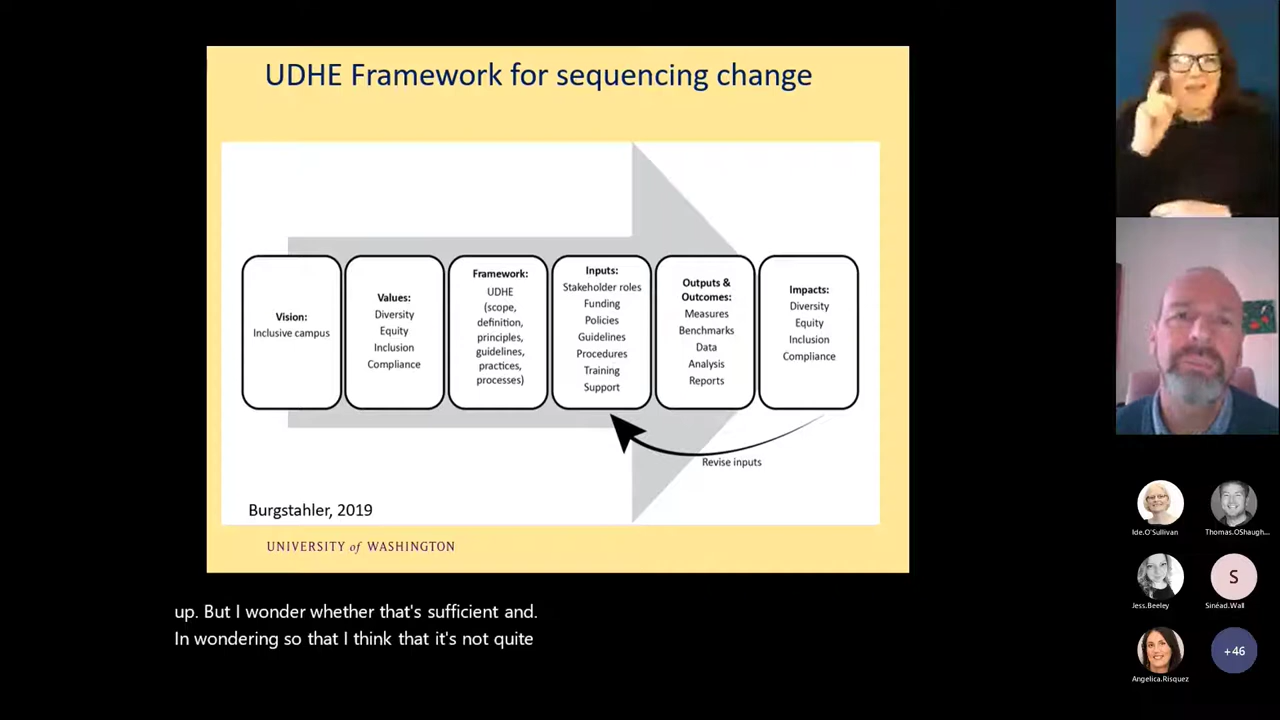 UDHE Framework for sequencing change
Vision:
Inclusive campus
Values:
Diversity
Equity
Inclusion
Compliance
Framework:
UDHE
(scope,
definition,
principles,
guidelines,
practices,
processes)
Inputs:
Stakeholder roles
Funding
Policies
Guidelines
Procedures
Training
Support
Outputs &
Outcomes:
Measures
Benchmarks
Data
Analysis
Reports
Impacts:
Diversity
Equity
Inclusion
Compliance
Revise inputs
Burgstahler, 2019
UNIVERSITY of WASHINGTON
up. But I wonder whether that's sufficient and.
In wondering so that I think that it's not quite
Ide.O'Sullivan
Thomas.OShaugh...
Jess.Beeley
S
Sinéad.Wall
Angelica.Risquez
+46